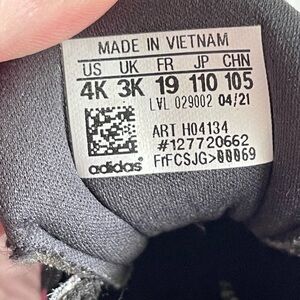 MADE IN VIETNAM
US UK FR JP CHN
4K 3K 19 110 105
LVL 029002 04/21
ART H04134
#127720662
adidas FrFCSJG>00069